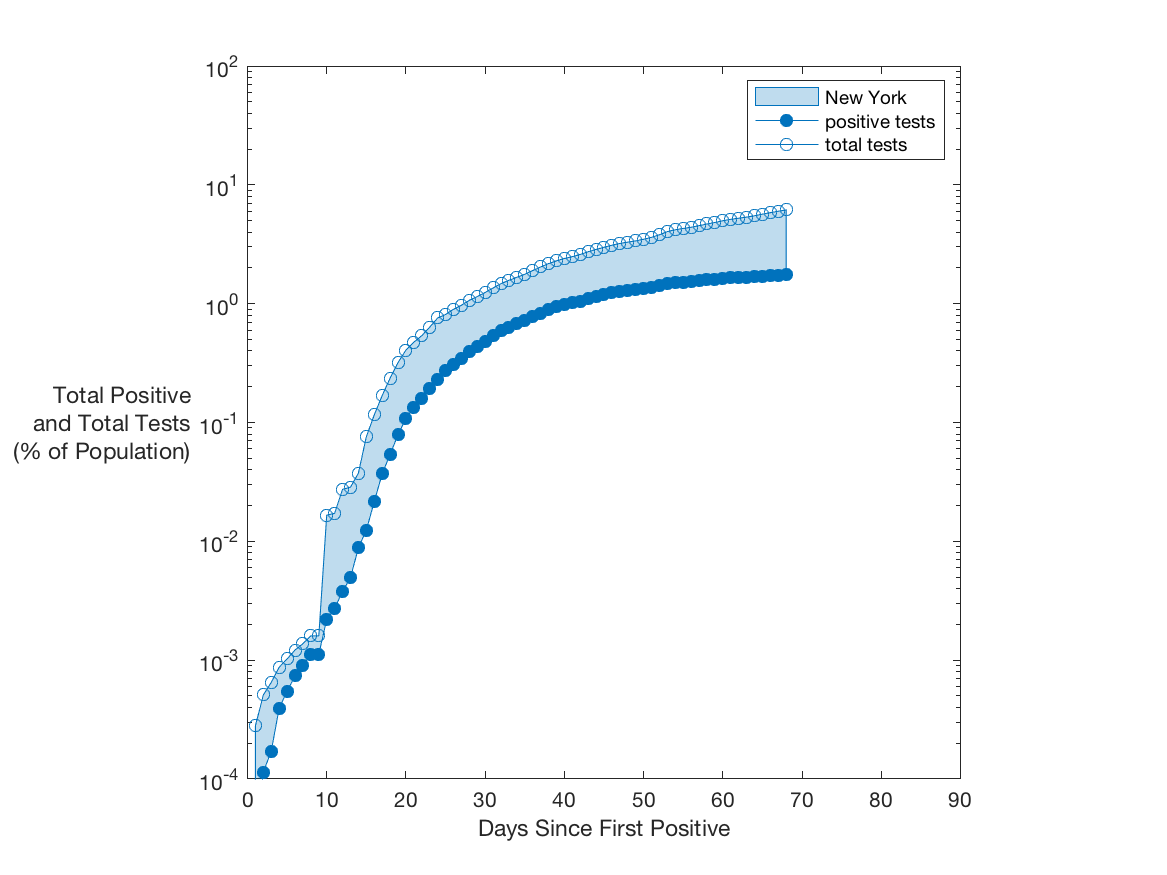 10^2
10^1
10^0
10^-1
10^-2
10^-3
10^-4
Total Positive
and Total Tests
(% of Population)
New York
positive tests
total tests
0 10 20 30 40 50 60 70 80 90
Days Since First Positive